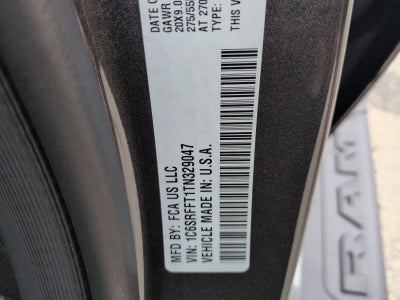 DATE O
GAWR
20X9.0
275/55
AT 270
TYPE:
THIS V
MFD BY: FCA US LLC
VIN: 1C6SRFFT1TN329047
VEHICLE MADE IN: U.S.A.
RAM